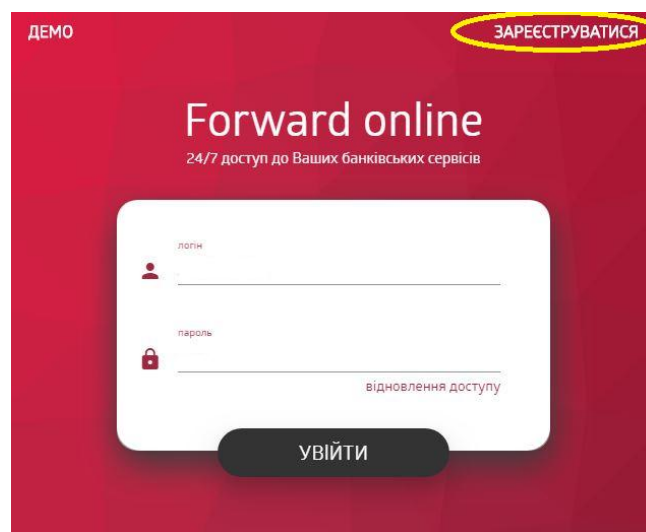 ДЕМО
ЗАРЕЄСТРУВАТИСЯ
Forward online
24/7 доступ до Ваших банківських сервісів
логін
пароль
відновлення доступу
УВІЙТИ